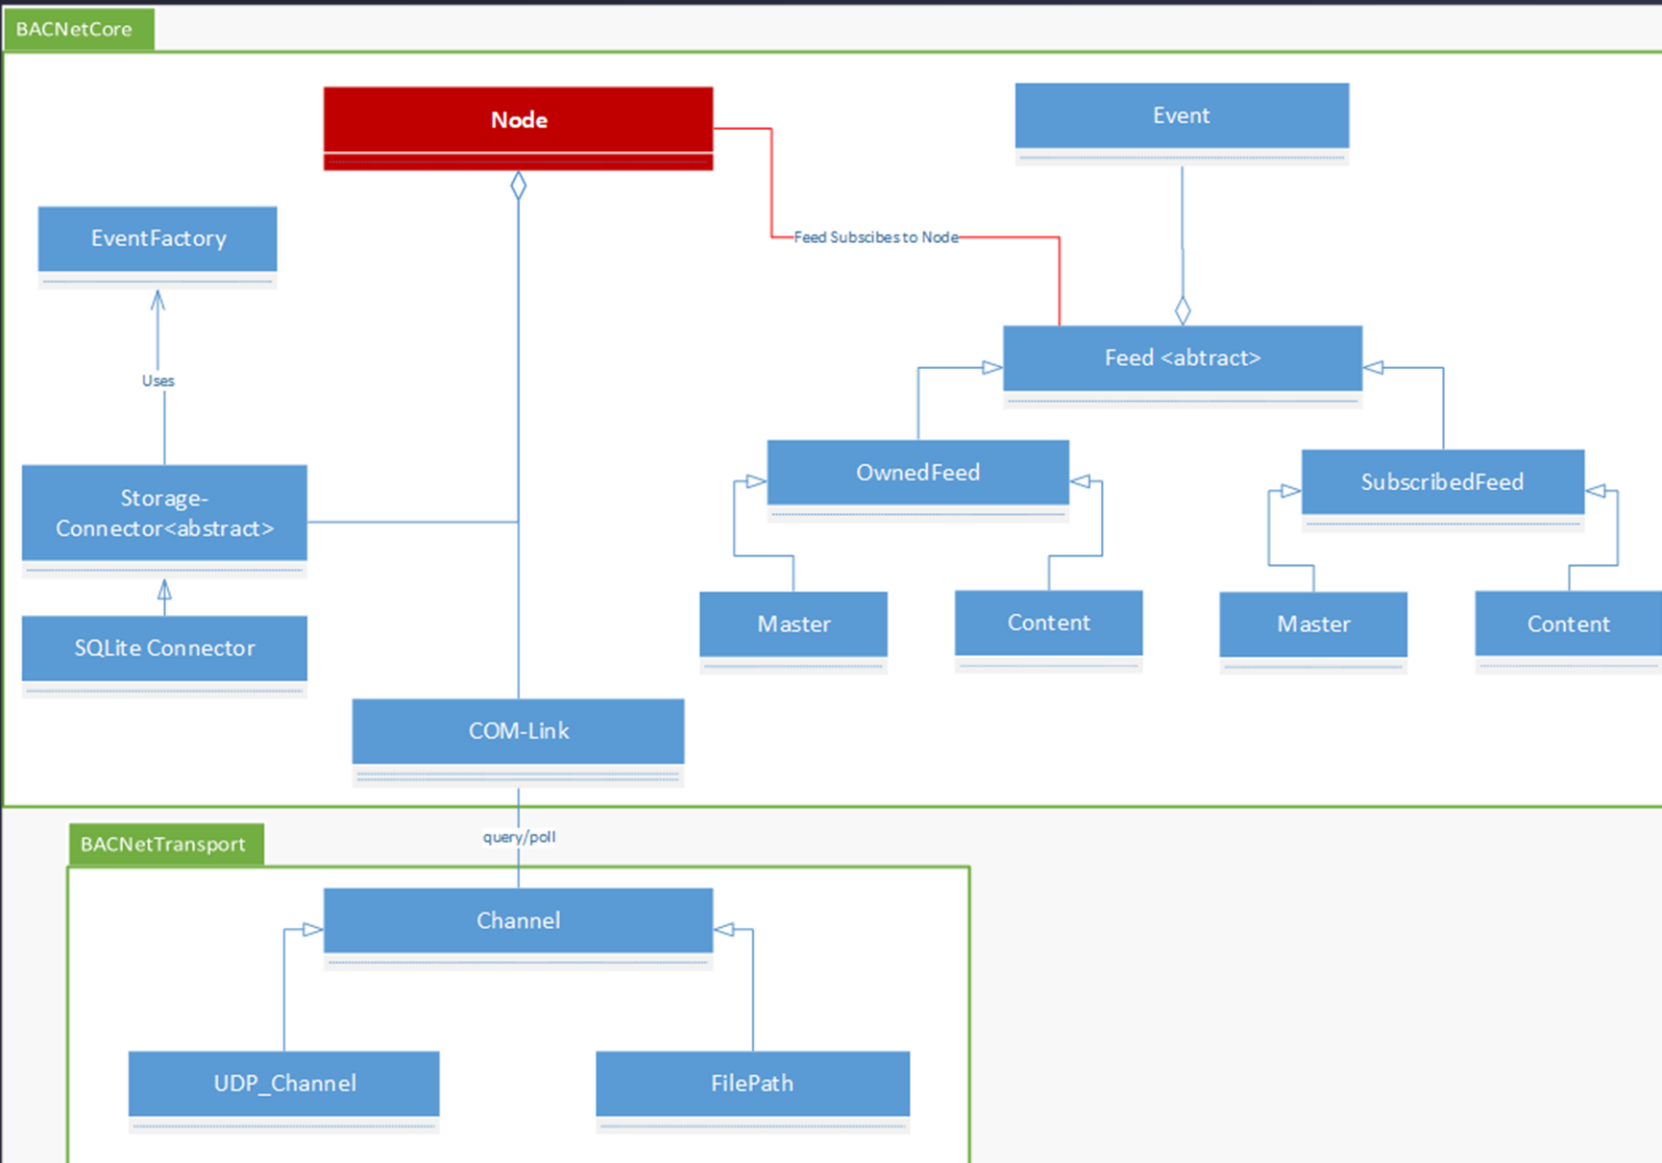 BACNetCore
Node
Event
EventFactory
Feed Subscibes to Node
Feed <abtract>
Uses
OwnedFeed
SubscribedFeed
Storage-
Connector<abstract>
Master
Content
Master
Content
SQLite Connector
COM-Link
query/poll
BACNetTransport
Channel
UDP_Channel
FilePath